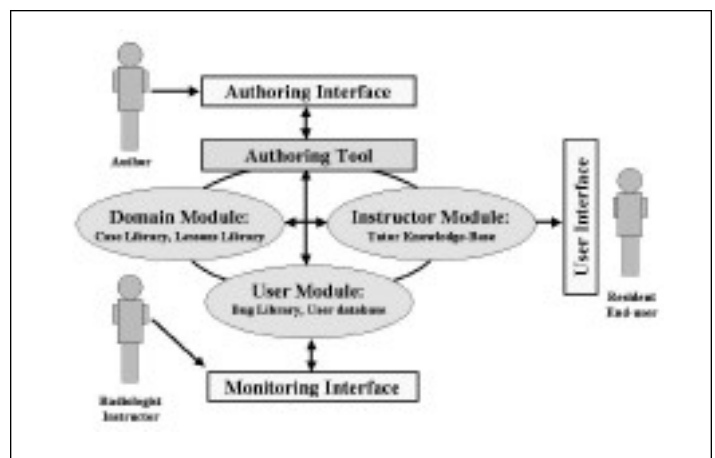 Authoring Interface
Author
Authoring Tool
Domain Module:
Case Library, Lessons Library
Instructor Module:
Tutor Knowledge-Base
User Interface
Resident
End-user
User Module:
Bug Library, User database
Radiologist
Instructor
Monitoring Interface